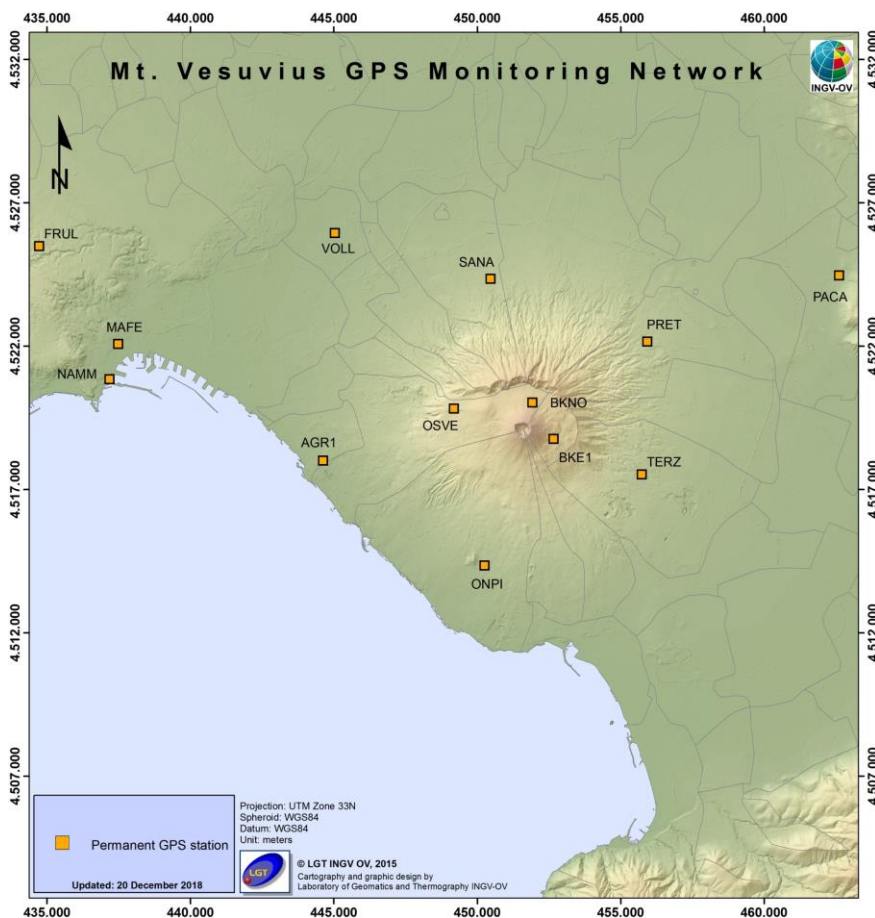 435.000 440.000 445.000 450.000 455.000 460.000
4.532.000 4.532.000
Mt. Vesuvius GPS Monitoring Network
INGV-OV
N
4.527.000 4.527.000
FRUL
VOLL
SANA
PACA
MAFE
PRET
4.522.000 4.522.000
NAMM
BKNO
OSVE
AGR1
BKE1
TERZ
4.517.000 4.517.000
ONPI
4.512.000 4.512.000
4.507.000 4.507.000
Permanent GPS station
Updated: 20 December 2018
Projection: UTM Zone 33N
Spheroid: WGS84
Datum: WGS84
Unit: meters
LGT
© LGT INGV OV, 2015
Cartography and graphic design by
Laboratory of Geomatics and Thermography INGV-OV
435.000 440.000 445.000 450.000 455.000 460.000